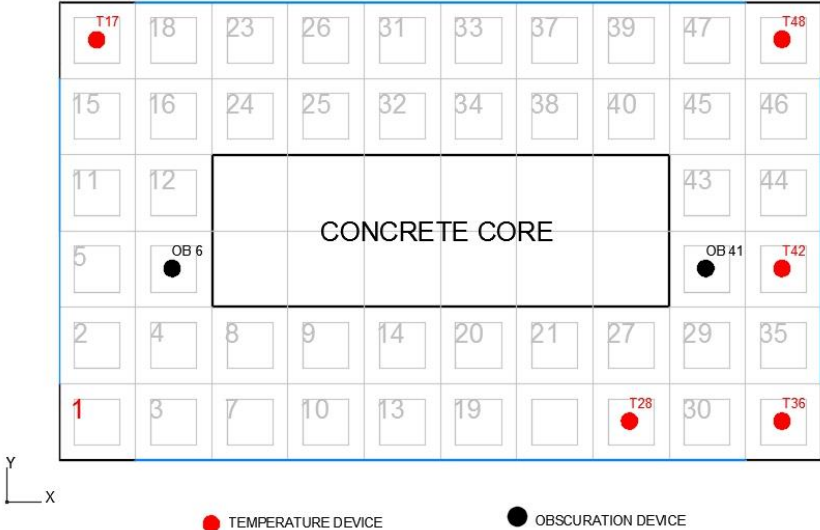 T17 18 23 26 31 33 37 39 47 T48
15 16 24 25 32 34 38 40 45 46
11 12 43 44
CONCRETE CORE
5 OB 6 OB 41 T42
2 4 8 9 14 20 21 27 29 35
1 3 7 10 13 19 T28 30 T36
Y
X
TEMPERATURE DEVICE OBSCURATION DEVICE